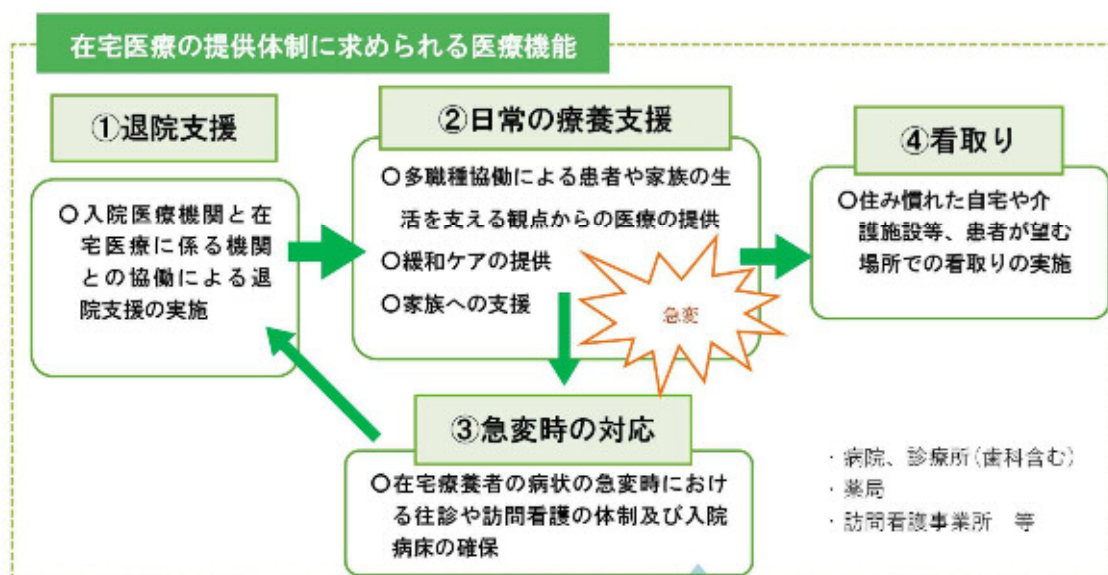 在宅医療の提供体制に求められる医療機能
①退院支援
〇入院医療機関と在
宅医療に係る機関
との協働による退
院支援の実施
②日常の療養支援
〇多職種協働による患者や家族の生
活を支える観点からの医療の提供
〇緩和ケアの提供
〇家族への支援
急変
④看取り
〇住み慣れた自宅や介
護施設等、患者が望む
場所での看取りの実施
③急変時の対応
〇在宅療養者の病状の急変時におけ
る往診や訪問看護の体制及び入院
病床の確保
・病院、診療所(歯科含む)
・薬局
・訪問看護事業所　等